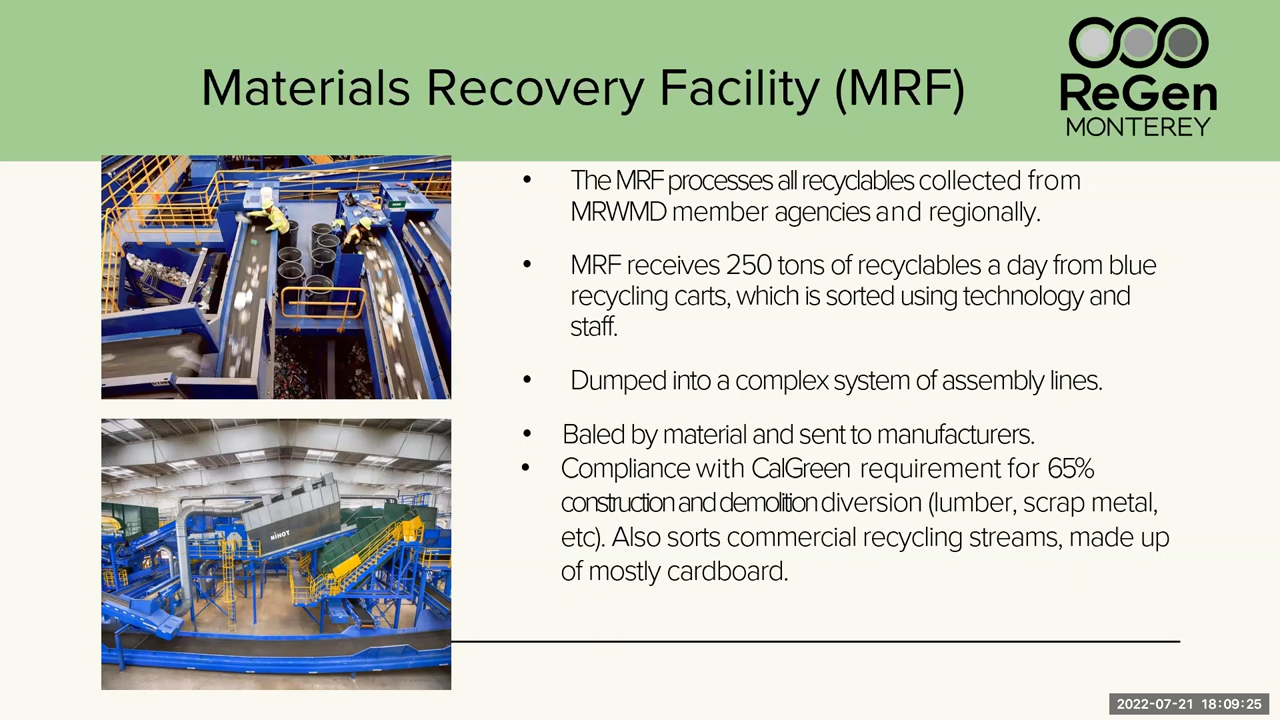 Materials Recovery Facility (MRF)
ReGen
MONTEREY
• The MRF processes all recyclables collected from
MRWMD member agencies and regionally.
• MRF receives 250 tons of recyclables a day from blue
recycling carts, which is sorted using technology and
staff.
• Dumped into a complex system of assembly lines.
• Baled by material and sent to manufacturers.
• Compliance with CalGreen requirement for 65%
construction and demolition diversion (lumber, scrap metal,
etc). Also sorts commercial recycling streams, made up
of mostly cardboard.
NIHOT
2022-07-21 18:09:25